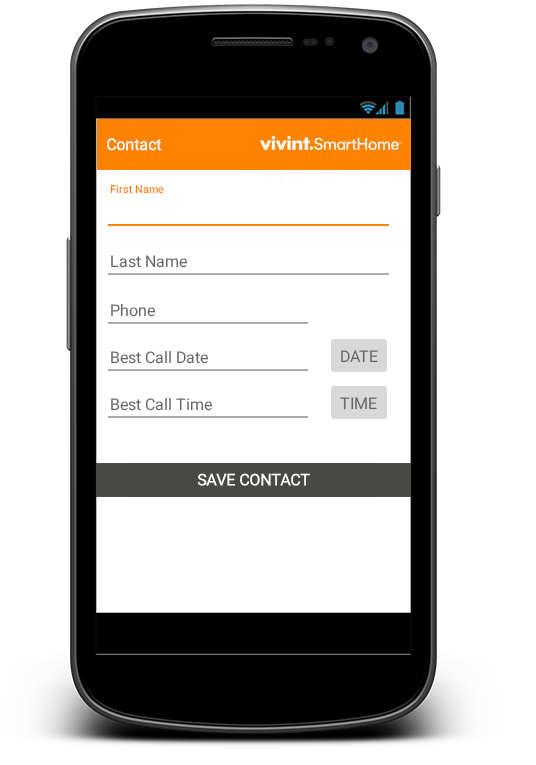 Contact
vivint.SmartHome
First Name
Last Name
Phone
Best Call Date
DATE
Best Call Time
TIME
SAVE CONTACT